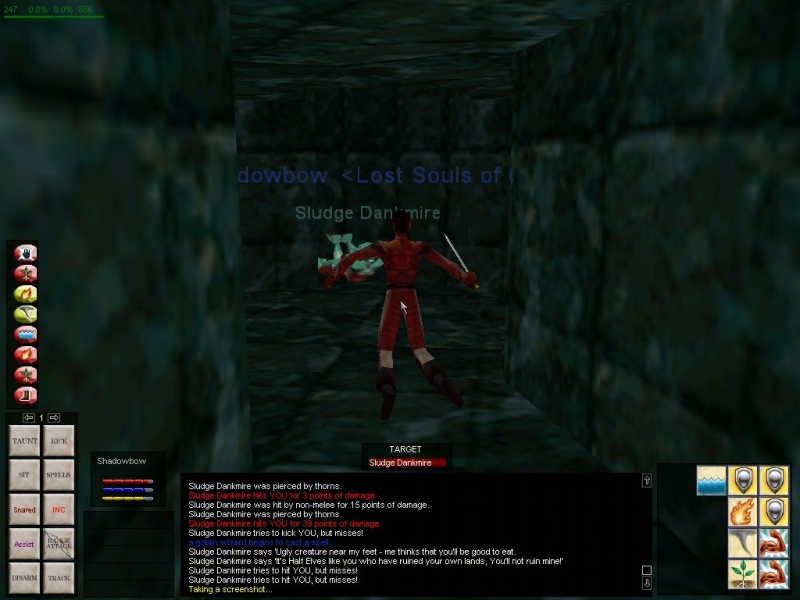 247 0.0% 0.0% 656
dowbow <Lost Souls of
Sludge Dankmire
1
TAUNT KICK
SIT SPELLS
Snared INC
Assist RANGE ATTACK
DISARM TRACK
Shadowbow
TARGET
Sludge Dankmire
Sludge Dankmire was pierced by thorns.
Sludge Dankmire hits YOU for 3 points of damage.
Sludge Dankmire was hit by non-melee for 15 points of damage.
Sludge Dankmire was pierced by thorns.
Sludge Dankmire hits YOU for 39 points of damage.
Sludge Dankmire tries to kick YOU, but misses!
a goblin wizard begins to cast a spell.
Sludge Dankmire says 'Ugly creature near my feet - me thinks that you'll be good to eat.
Sludge Dankmire says 'It's Half Elves like you who have ruined your own lands, You'll not ruin mine!'
Sludge Dankmire tries to hit YOU, but misses!
Sludge Dankmire tries to hit YOU, but misses!
Taking a screenshot...